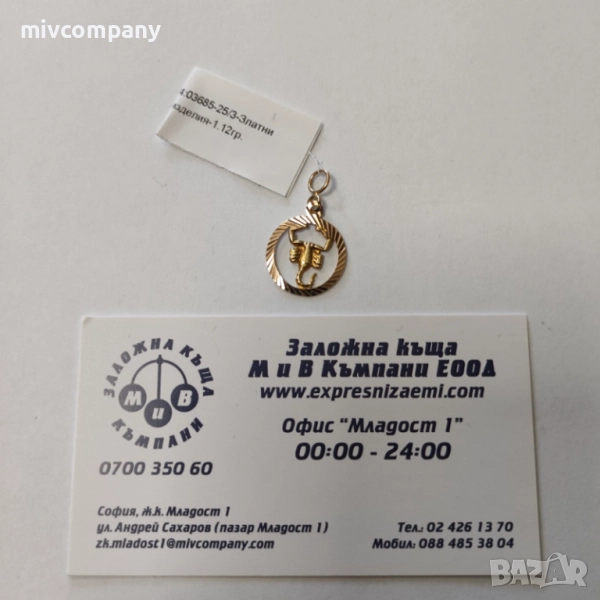 mivcompany
03685-25/3-Златни
изделия-1.12гр.
ЗАЛОЖНА КЪЩА
М и В
КЪМПАНИ
0700 350 60
Заложна къща
М и В Къмпани ЕООД
www.expresnizaemi.com
Офис "Младост 1"
00:00 - 24:00
София, ж.к. Младост 1
ул. Андрей Сахаров (пазар Младост 1)
zk.mladost1@mivcompany.com
Тел.: 02 426 13 70
Мобил.: 088 485 38 04
BAZAR